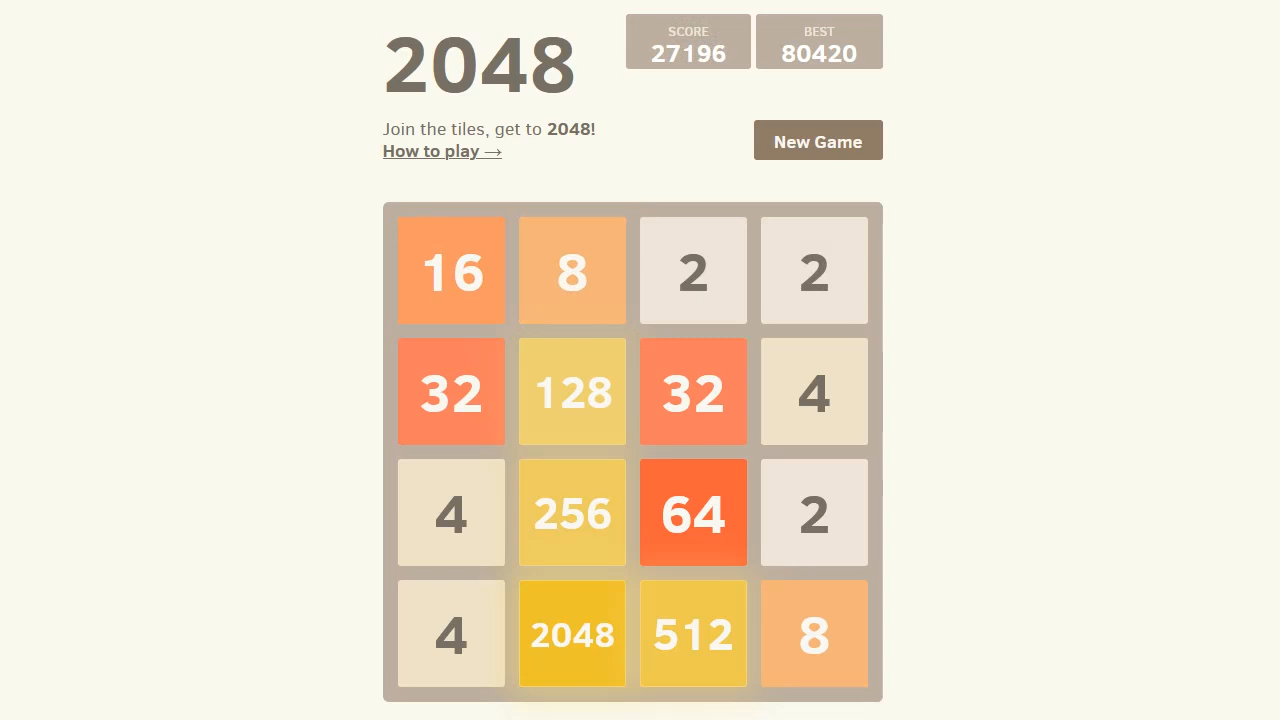 2048
SCORE
27196
BEST
80420
Join the tiles, get to 2048!
How to play →
New Game
16 8 2 2
32 128 32 4
4 256 64 2
4 2048 512 8